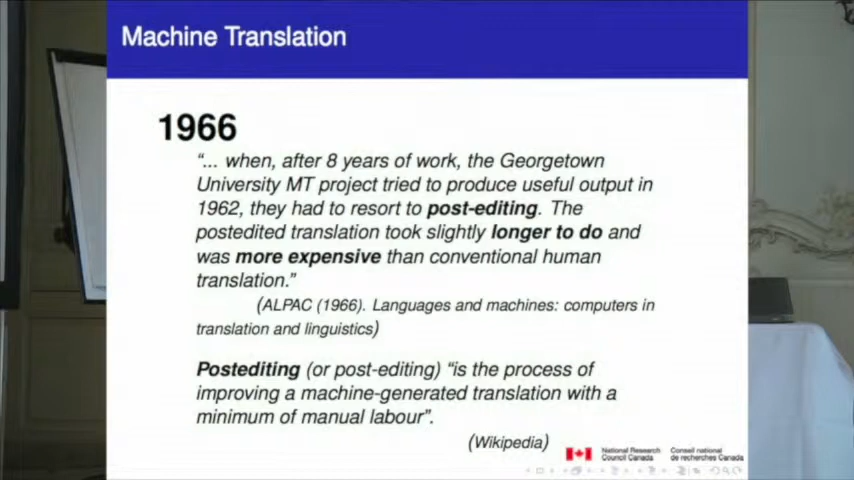 Machine Translation
1966
“... when, after 8 years of work, the Georgetown
University MT project tried to produce useful output in
1962, they had to resort to post-editing. The
postedited translation took slightly longer to do and
was more expensive than conventional human
translation.”
(ALPAC (1966). Languages and machines: computers in
translation and linguistics)
Postediting (or post-editing) “is the process of
improving a machine-generated translation with a
minimum of manual labour”.
(Wikipedia)
National Research
Council Canada
Conseil national
de recherches Canada